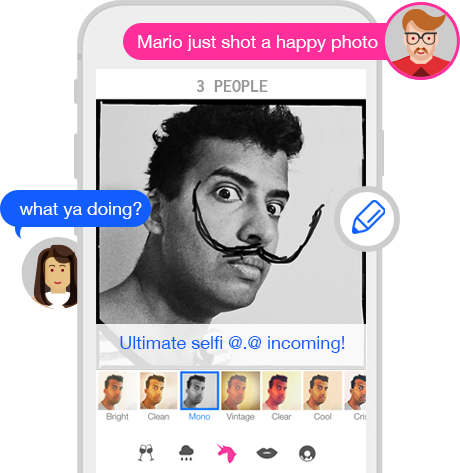 Mario just shot a happy photo
3 PEOPLE
what ya doing?
Ultimate selfi @.@ incoming!
Bright Clean Mono Vintage Clear Cool Cris